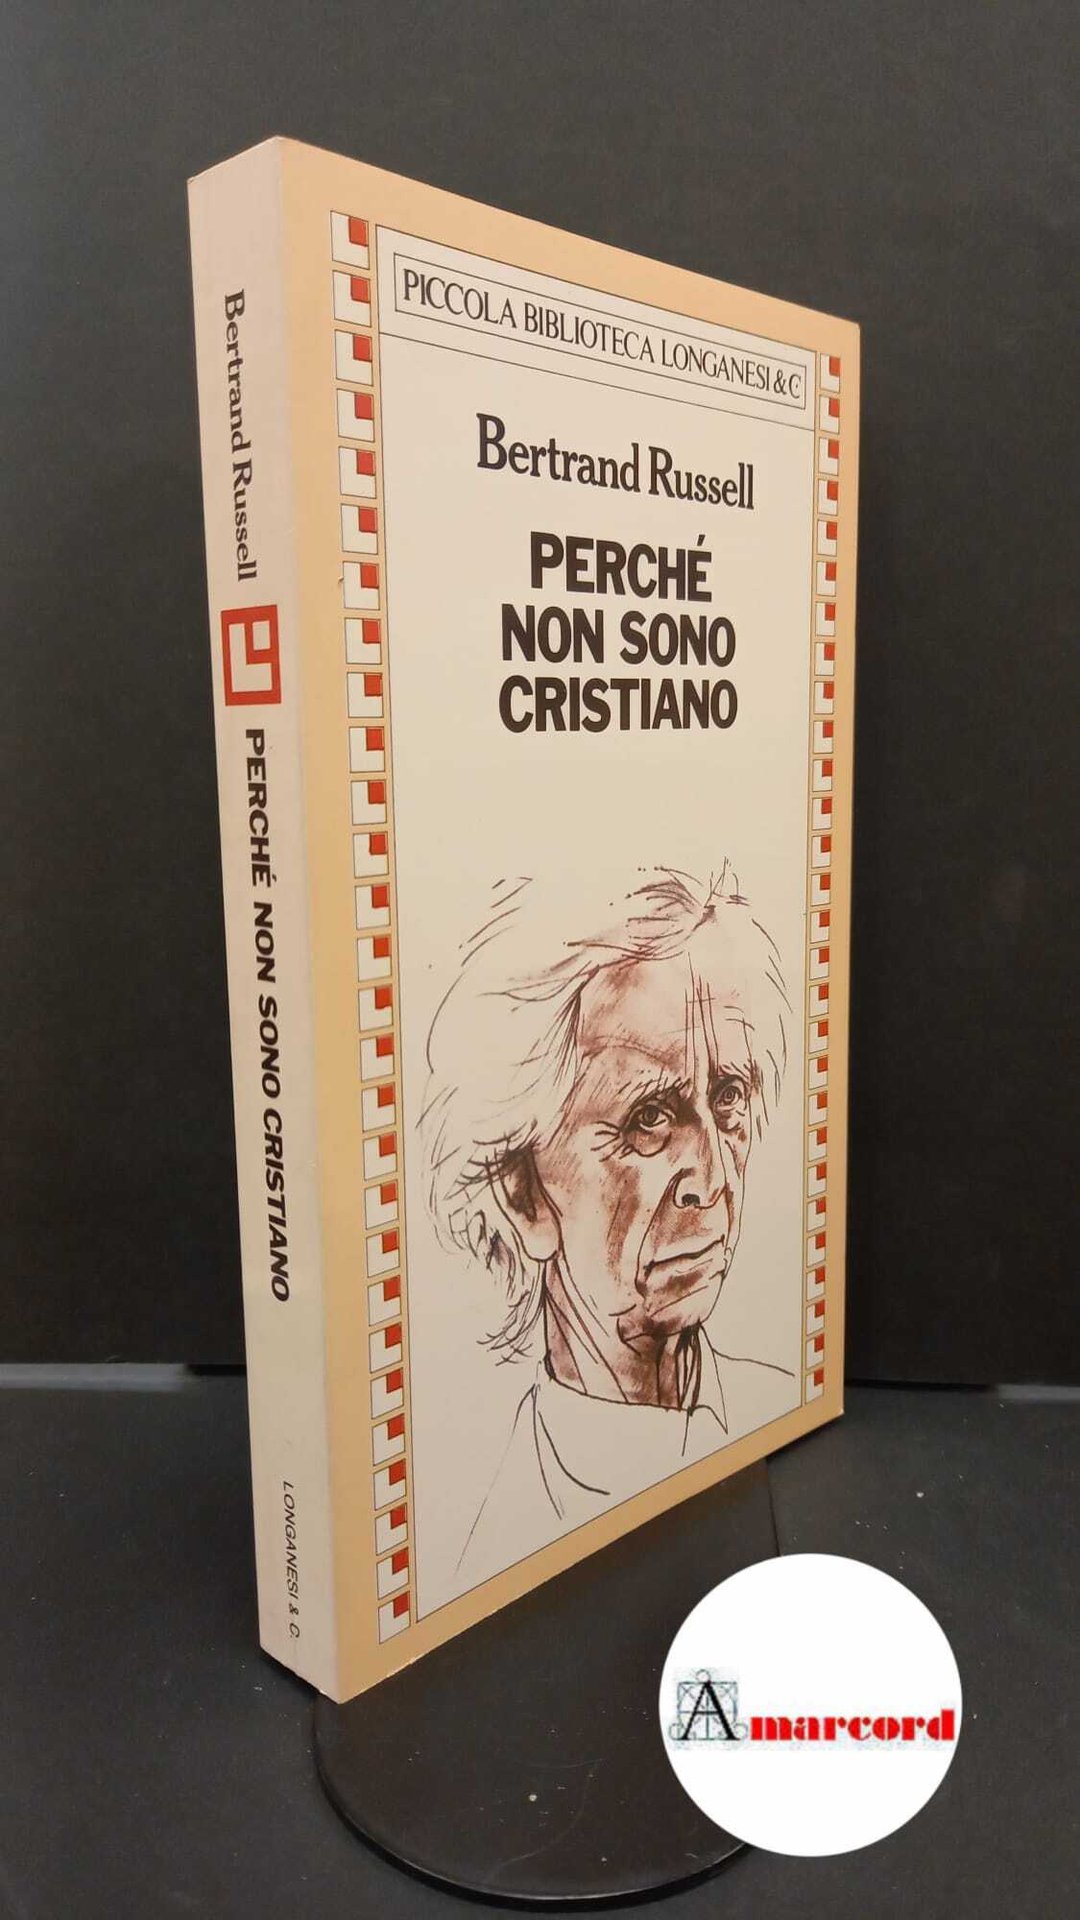 PICCOLA BIBLIOTECA LONGANESI & C.
Bertrand Russell
PERCHÉ
NON SONO
CRISTIANO
Bertrand Russell
PERCHÉ NON SONO CRISTIANO
LONGANESI & C.
Amarcord